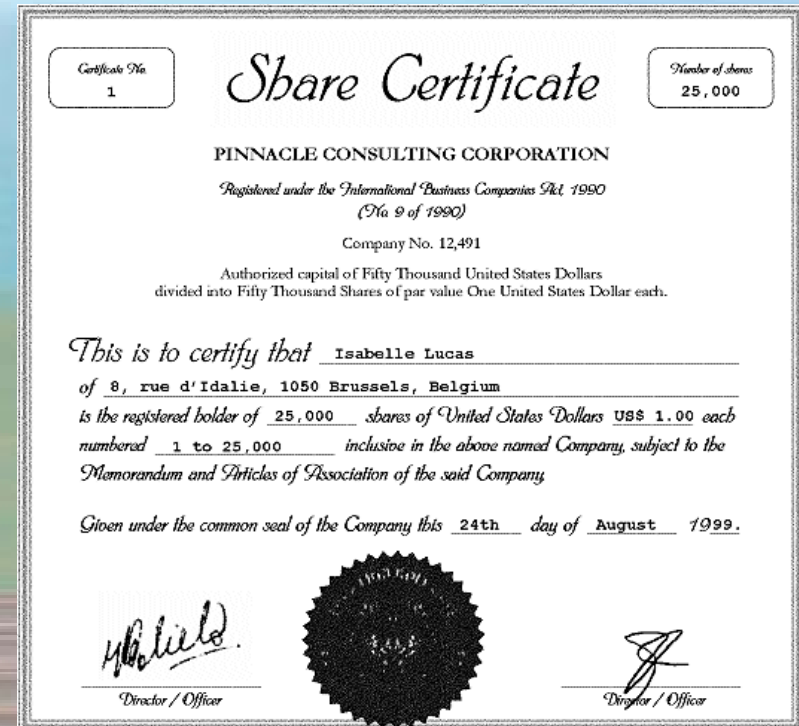 Certificate No.
1
Share Certificate
Number of shares
25,000
PINNACLE CONSULTING CORPORATION
Registered under the International Business Companies Act, 1990
(No. 9 of 1990)
Company No. 12,491
Authorized capital of Fifty Thousand United States Dollars
divided into Fifty Thousand Shares of par value One United States Dollar each.
This is to certify that Isabelle Lucas
of 8, rue d'Idalie, 1050 Brussels, Belgium
is the registered holder of 25,000 shares of United States Dollars US$ 1.00 each
numbered 1 to 25,000 inclusive in the above named Company, subject to the
Memorandum and Articles of Association of the said Company
Given under the common seal of the Company this 24th day of August 1999.
Director / Officer
Director / Officer